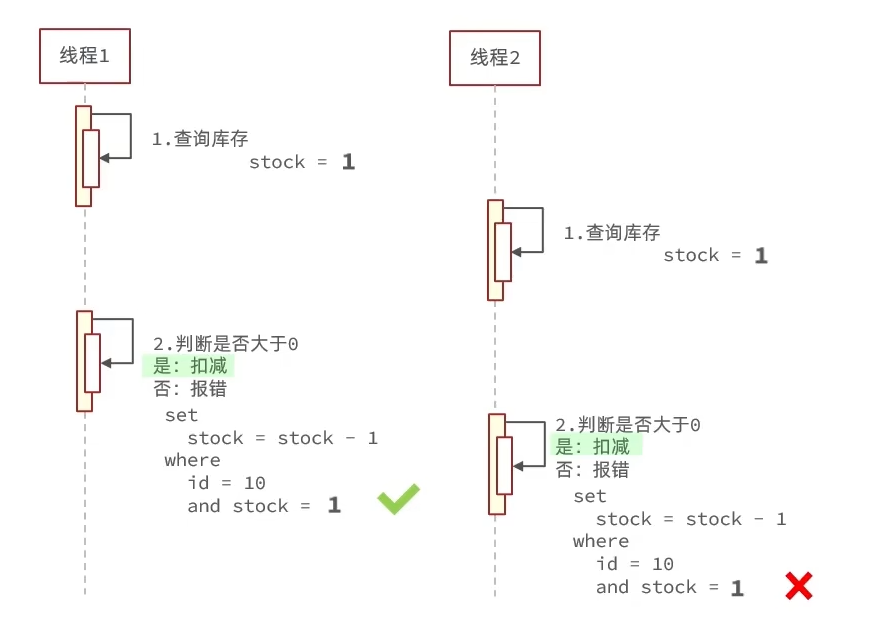 线程1
1.查询库存
stock = 1
2.判断是否大于0
是：扣减
否：报错
set
stock = stock - 1
where
id = 10
and stock = 1
线程2
1.查询库存
stock = 1
2.判断是否大于0
是：扣减
否：报错
set
stock = stock - 1
where
id = 10
and stock = 1